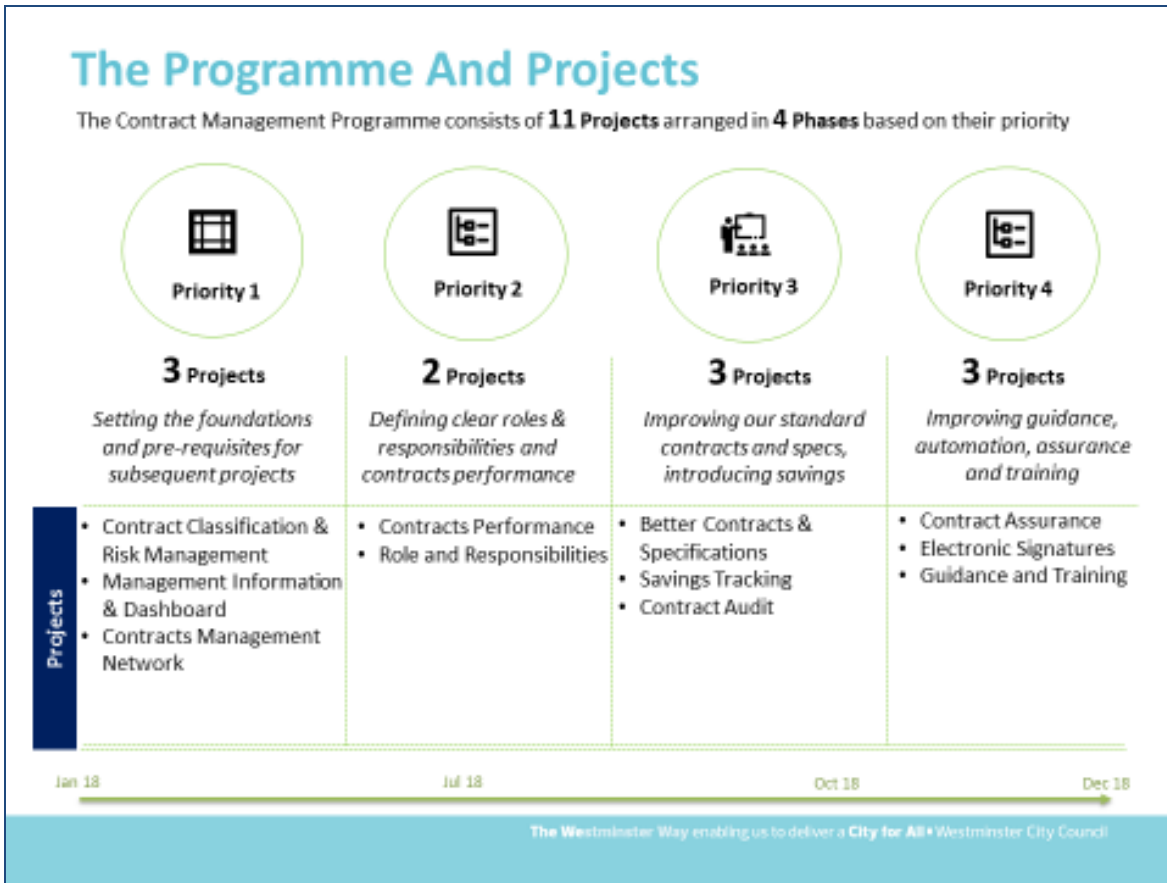 The Programme And Projects
The Contract Management Programme consists of 11 Projects arranged in 4 Phases based on their priority
Priority 1
Priority 2
Priority 3
Priority 4
3 Projects
2 Projects
3 Projects
3 Projects
Setting the foundations
and pre-requisites for
subsequent projects
Defining clear roles &
responsibilities and
contracts performance
Improving our standard
contracts and specs,
introducing savings
Improving guidance,
automation, assurance
and training
Projects
• Contract Classification &
Risk Management
• Management Information
& Dashboard
• Contracts Management
Network
• Contracts Performance
• Role and Responsibilities
• Better Contracts &
Specifications
• Savings Tracking
• Contract Audit
• Contract Assurance
• Electronic Signatures
• Guidance and Training
Jan 18
Jul 18
Oct 18
Dec 18
The Westminster Way enabling us to deliver a City for All • Westminster City Council